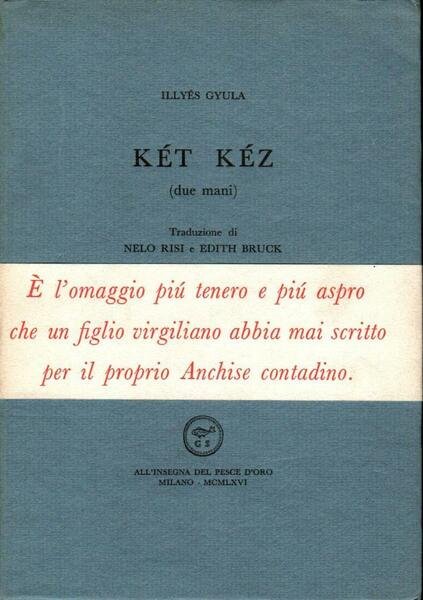 ILLYÉS GYULA
KÉT KÉZ
(due mani)
Traduzione di
NELO RISI e EDITH BRUCK
È l'omaggio piú tenero e piú aspro
che un figlio virgiliano abbia mai scritto
per il proprio Anchise contadino.
G S
ALL'INSEGNA DEL PESCE D'ORO
MILANO - MCMLXVI